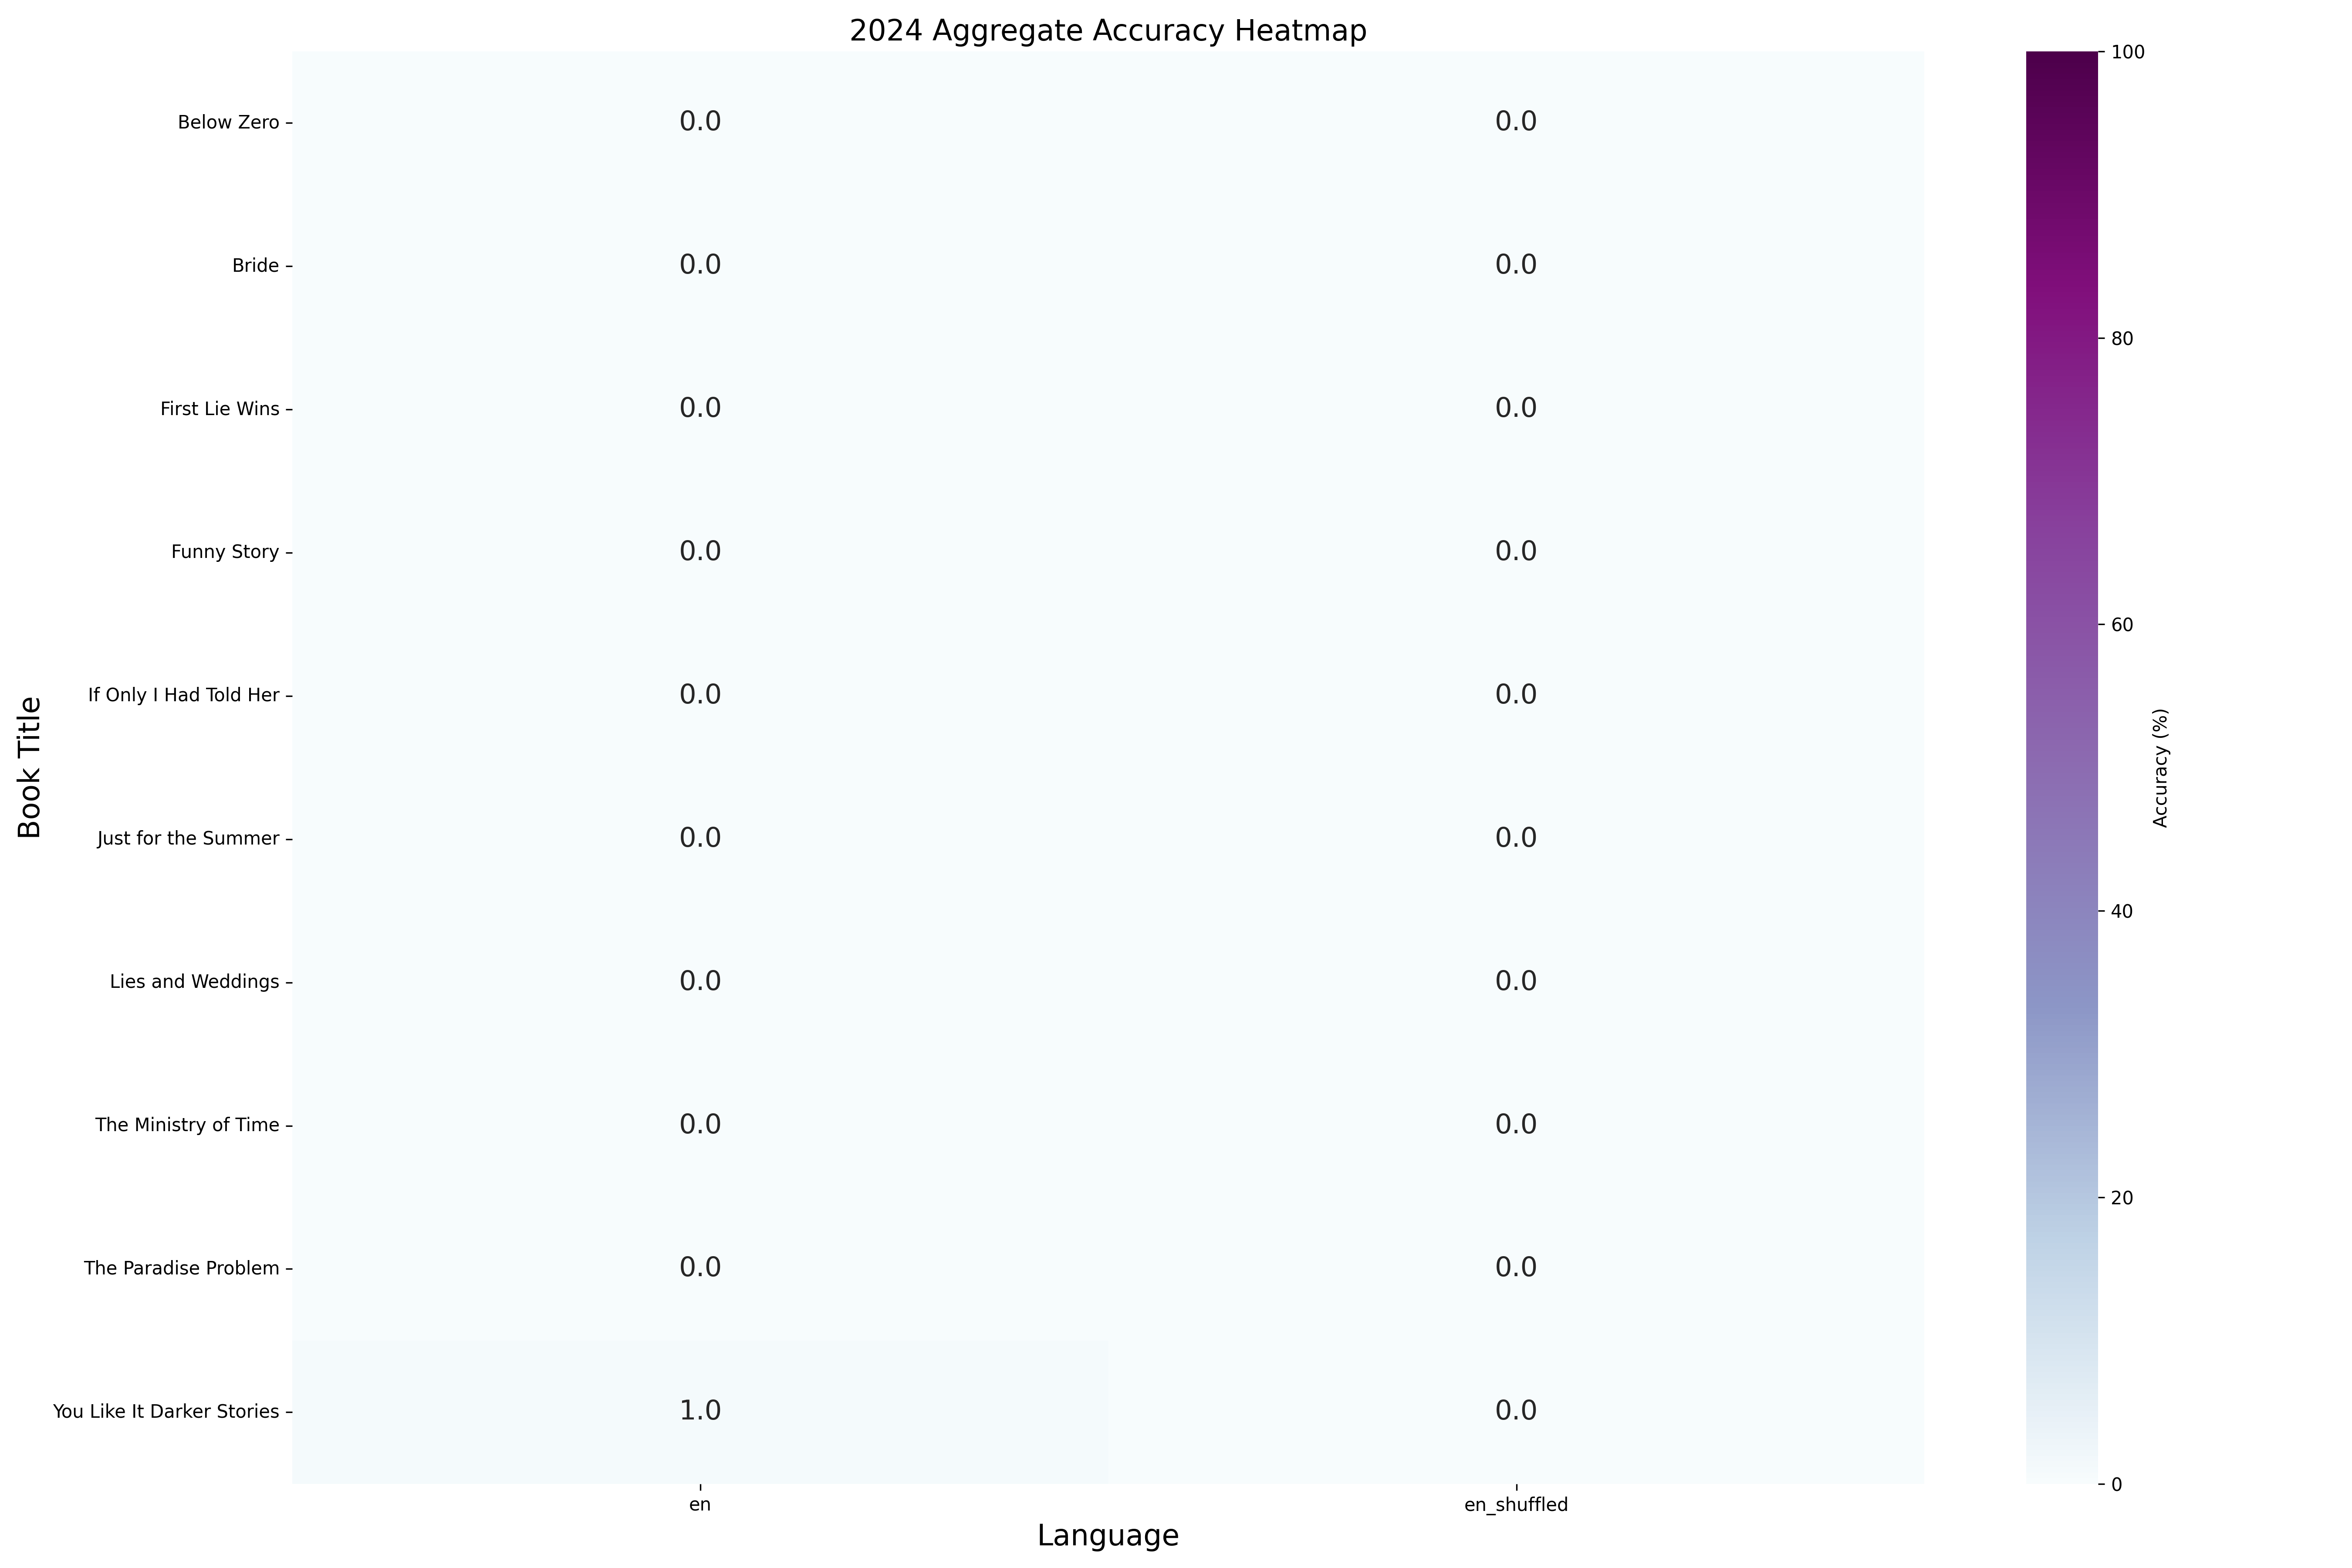 2024 Aggregate Accuracy Heatmap
Book Title
Below Zero 0.0 0.0
Bride 0.0 0.0
First Lie Wins 0.0 0.0
Funny Story 0.0 0.0
If Only I Had Told Her 0.0 0.0
Just for the Summer 0.0 0.0
Lies and Weddings 0.0 0.0
The Ministry of Time 0.0 0.0
The Paradise Problem 0.0 0.0
You Like It Darker Stories 1.0 0.0
en en_shuffled
Language
100
80
60
40
20
0
Accuracy (%)